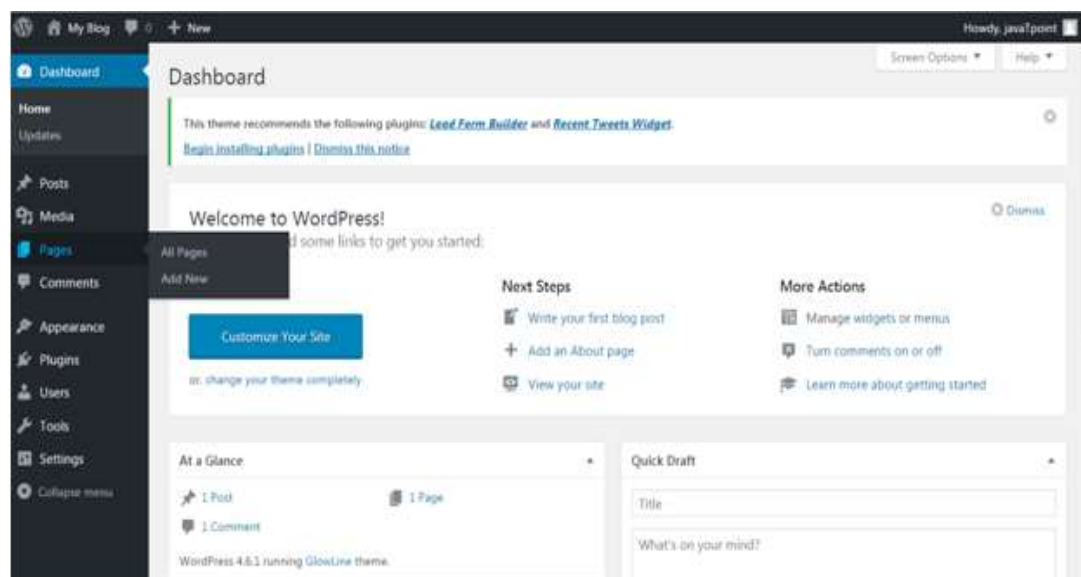 My Blog 0 + New
Howdy, javaTpoint
Dashboard
Home
Updates
Posts
Media
Pages
Comments
Appearance
Plugins
Users
Tools
Settings
Collapse menu
All Pages
Add New
Screen Options
Help
Dashboard
This theme recommends the following plugins: Lead Form Builder and Recent Tweets Widget.
Begin installing plugins | Dismiss this notice
Welcome to WordPress!
Dismiss
d some links to get you started:
Customize Your Site
or, change your theme completely
Next Steps
Write your first blog post
Add an About page
View your site
More Actions
Manage widgets or menus
Turn comments on or off
Learn more about getting started
At a Glance
1 Post
1 Page
1 Comment
WordPress 4.6.1 running GlowLine theme.
Quick Draft
Title
What's on your mind?